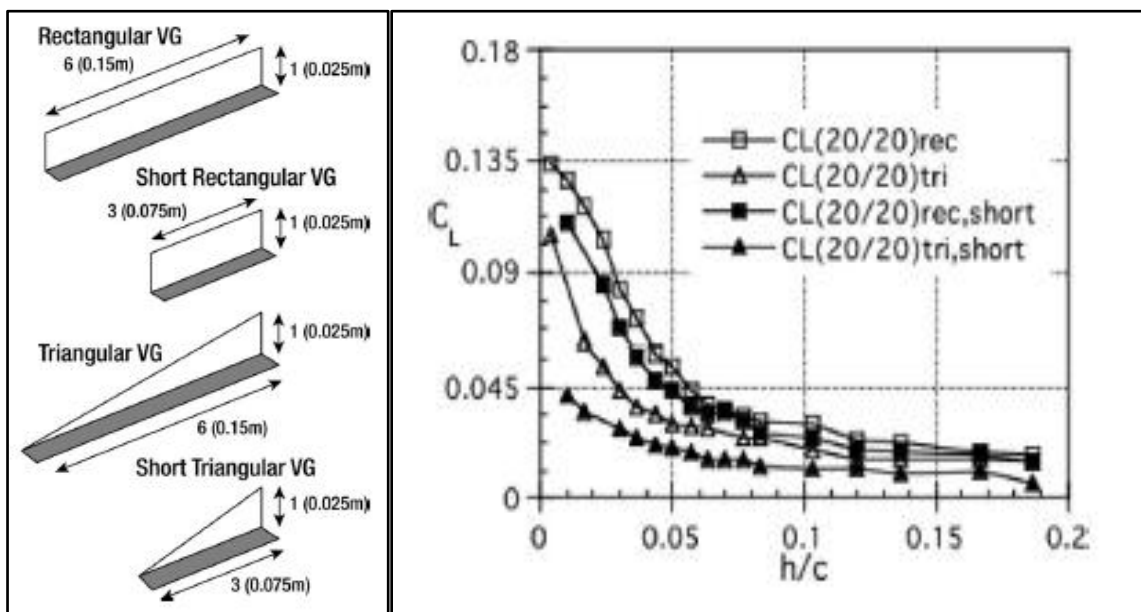 Rectangular VG
6 (0.15m)
1 (0.025m)
Short Rectangular VG
3 (0.075m)
1 (0.025m)
Triangular VG
1 (0.025m)
6 (0.15m)
Short Triangular VG
1 (0.025m)
3 (0.075m)
0.18
0.135
0.09
0.045
0
C_L
CL(20/20)rec
CL(20/20)tri
CL(20/20)rec,short
CL(20/20)tri,short
0 0.05 0.1 0.15 0.2
h/c